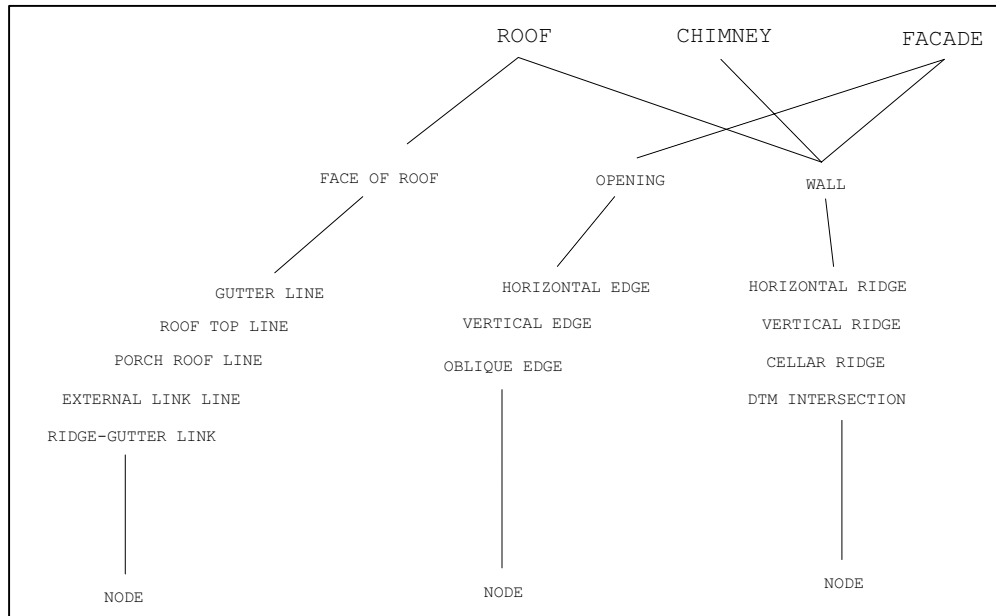 ROOF CHIMNEY FACADE
FACE OF ROOF OPENING WALL
GUTTER LINE HORIZONTAL EDGE HORIZONTAL RIDGE
ROOF TOP LINE VERTICAL EDGE VERTICAL RIDGE
PORCH ROOF LINE OBLIQUE EDGE CELLAR RIDGE
EXTERNAL LINK LINE DTM INTERSECTION
RIDGE-GUTTER LINK
NODE NODE NODE